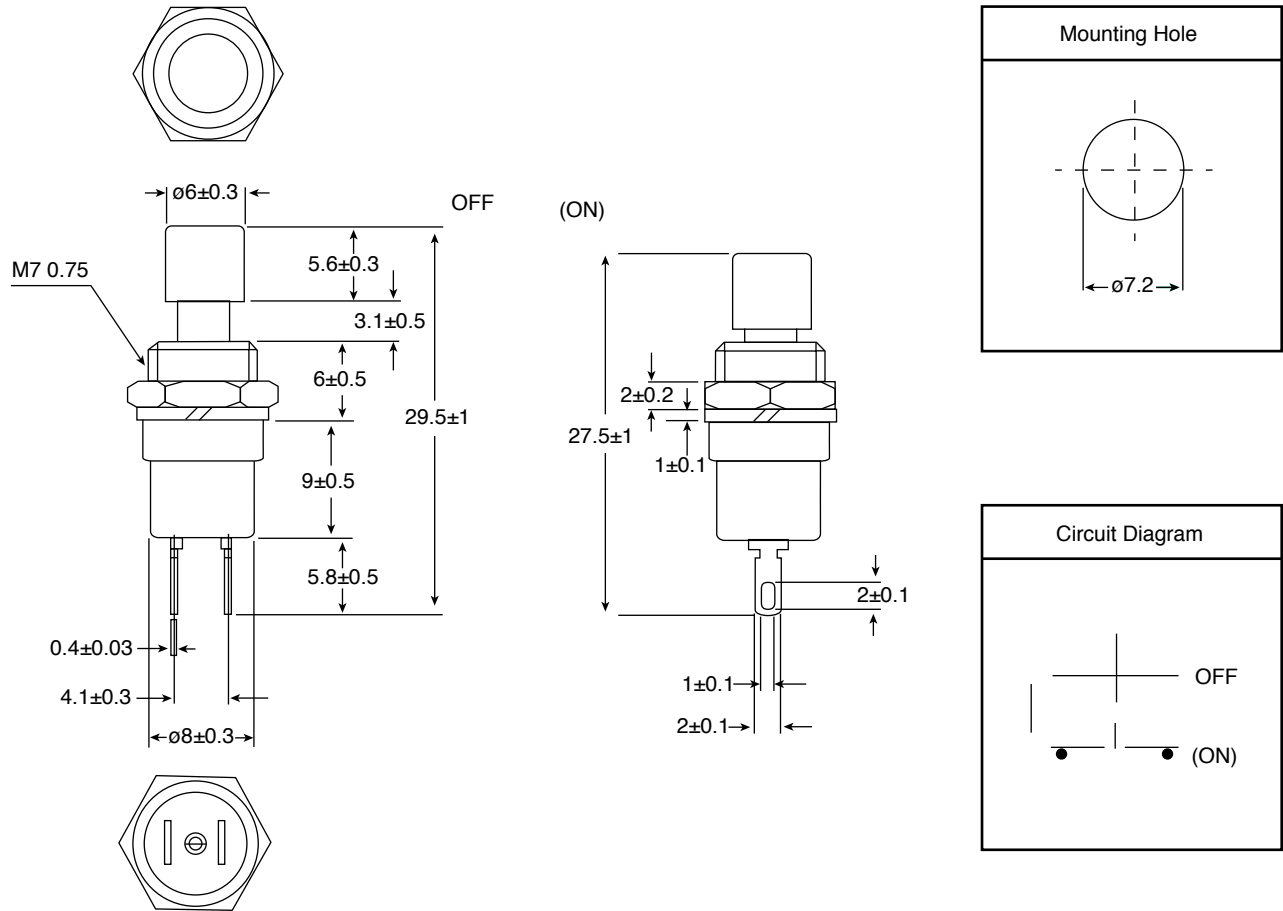 Mounting Hole
ø7.2
ø6±0.3
OFF
(ON)
M7 0.75
5.6±0.3
3.1±0.5
6±0.5
29.5±1
9±0.5
5.8±0.5
0.4±0.03
4.1±0.3
ø8±0.3
2±0.2
27.5±1
1±0.1
2±0.1
1±0.1
2±0.1
Circuit Diagram
OFF
(ON)